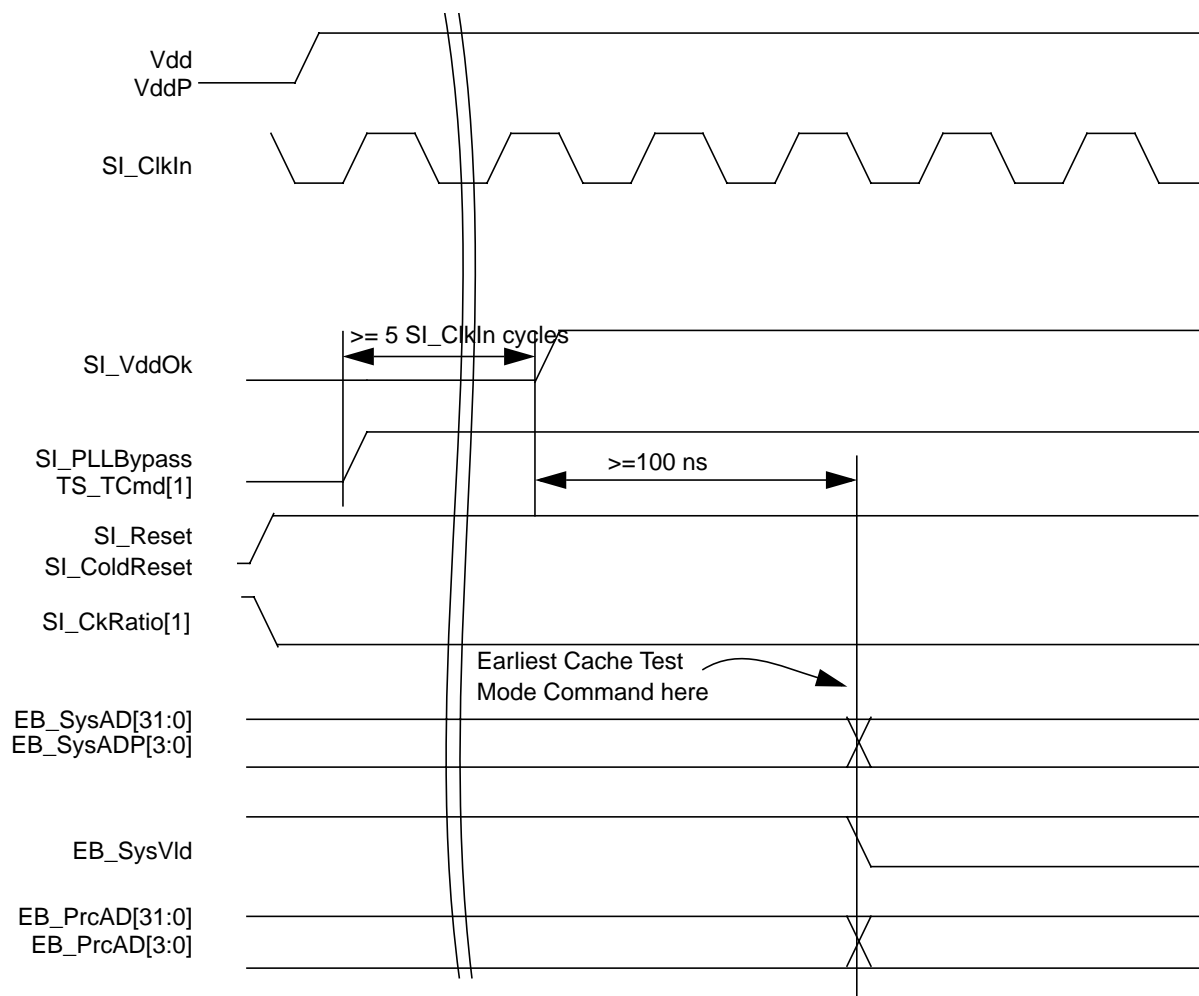 Vdd
VddP
SI_ClkIn
>= 5 SI_ClkIn cycles
SI_VddOk
SI_PLLBypass
TS_TCmd[1]
>=100 ns
SI_Reset
SI_ColdReset
SI_CkRatio[1]
Earliest Cache Test
Mode Command here
EB_SysAD[31:0]
EB_SysADP[3:0]
EB_SysVld
EB_PrcAD[31:0]
EB_PrcAD[3:0]